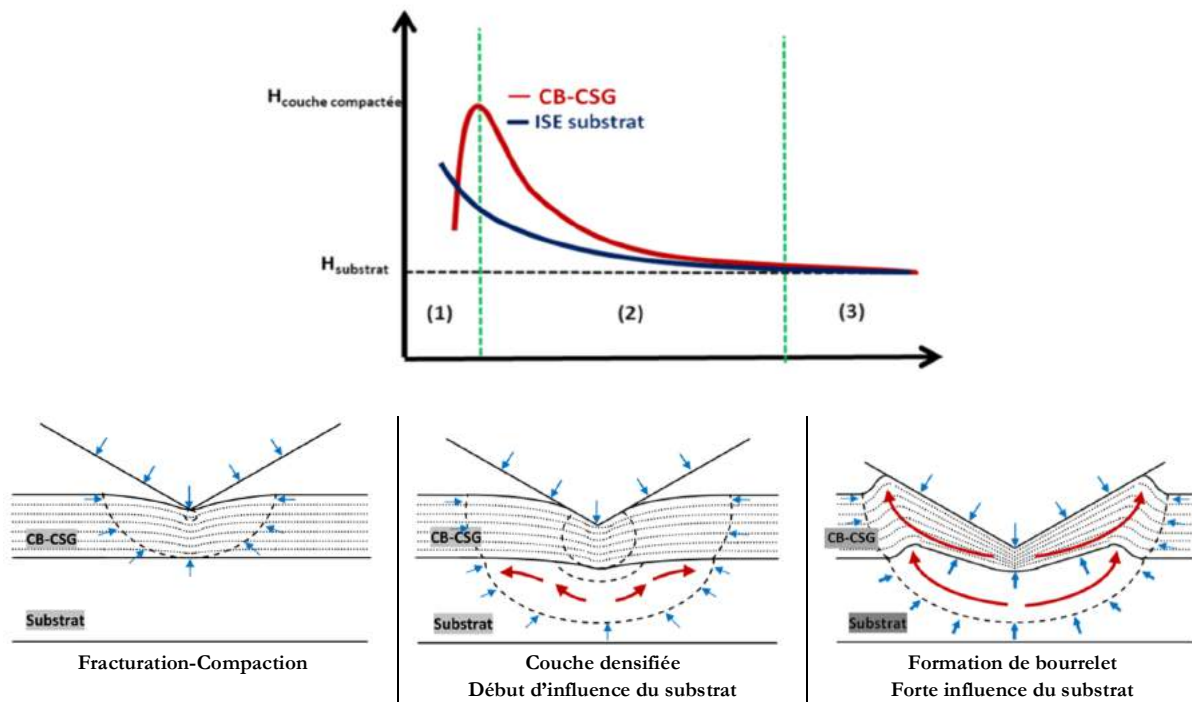 H couche compactée
CB-CSG
ISE substrat
H substrat
(1)
(2)
(3)
CB-CSG
Substrat
Fracturation-Compaction
CB-CSG
Substrat
Couche densifiée
Début d'influence du substrat
CB-CSG
Substrat
Formation de bourrelet
Forte influence du substrat